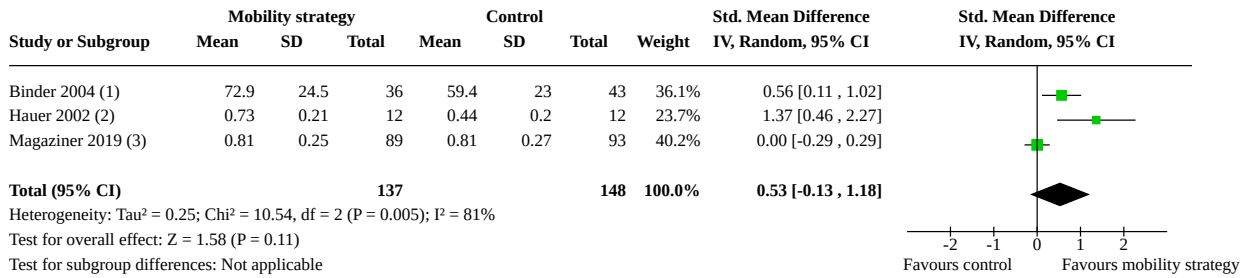 Mobility strategy Control Std. Mean Difference Std. Mean Difference
Study or Subgroup Mean SD Total Mean SD Total Weight IV, Random, 95% CI IV, Random, 95% CI
Binder 2004 (1) 72.9 24.5 36 59.4 23 43 36.1% 0.56 [0.11 , 1.02]
Hauer 2002 (2) 0.73 0.21 12 0.44 0.2 12 23.7% 1.37 [0.46 , 2.27]
Magaziner 2019 (3) 0.81 0.25 89 0.81 0.27 93 40.2% 0.00 [-0.29 , 0.29]
Total (95% CI) 137 148 100.0% 0.53 [-0.13 , 1.18]
Heterogeneity: Tau² = 0.25; Chi² = 10.54, df = 2 (P = 0.005); I² = 81%
Test for overall effect: Z = 1.58 (P = 0.11)
-2 -1 0 1 2
Test for subgroup differences: Not applicable
Favours control Favours mobility strategy